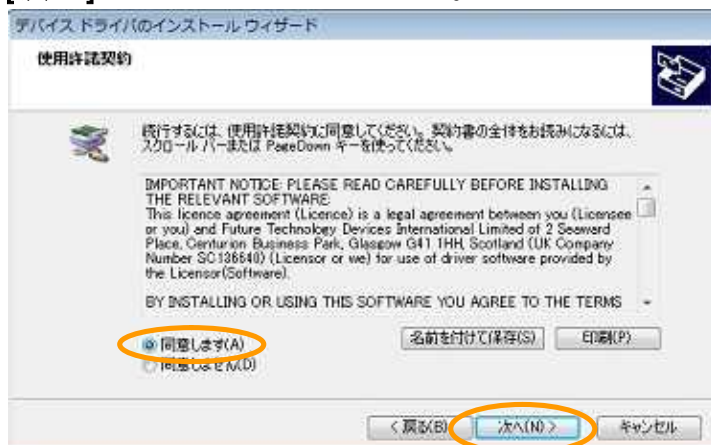 デバイス ドライバのインストール ウィザード
使用許諾契約
続行するには、使用許諾契約に同意してください。契約書の全体をお読みになるには、
スクロール バーまたは PageDown キーを使ってください。
IMPORTANT NOTICE: PLEASE READ CAREFULLY BEFORE INSTALLING
THE RELEVANT SOFTWARE:
This licence agreement (Licence) is a legal agreement between you (Licensee
or you) and Future Technology Devices International Limited of 2 Seaward
Place, Centurion Business Park, Glasgow G41 1HH, Scotland (UK Company
Number SC136640) (Licensor or we) for use of driver software provided by
the Licensor(Software).
BY INSTALLING OR USING THIS SOFTWARE YOU AGREE TO THE TERMS
同意します(A)
名前を付けて保存(S)
印刷(P)
同意しません(D)
< 戻る(B)
次へ(N) >
キャンセル